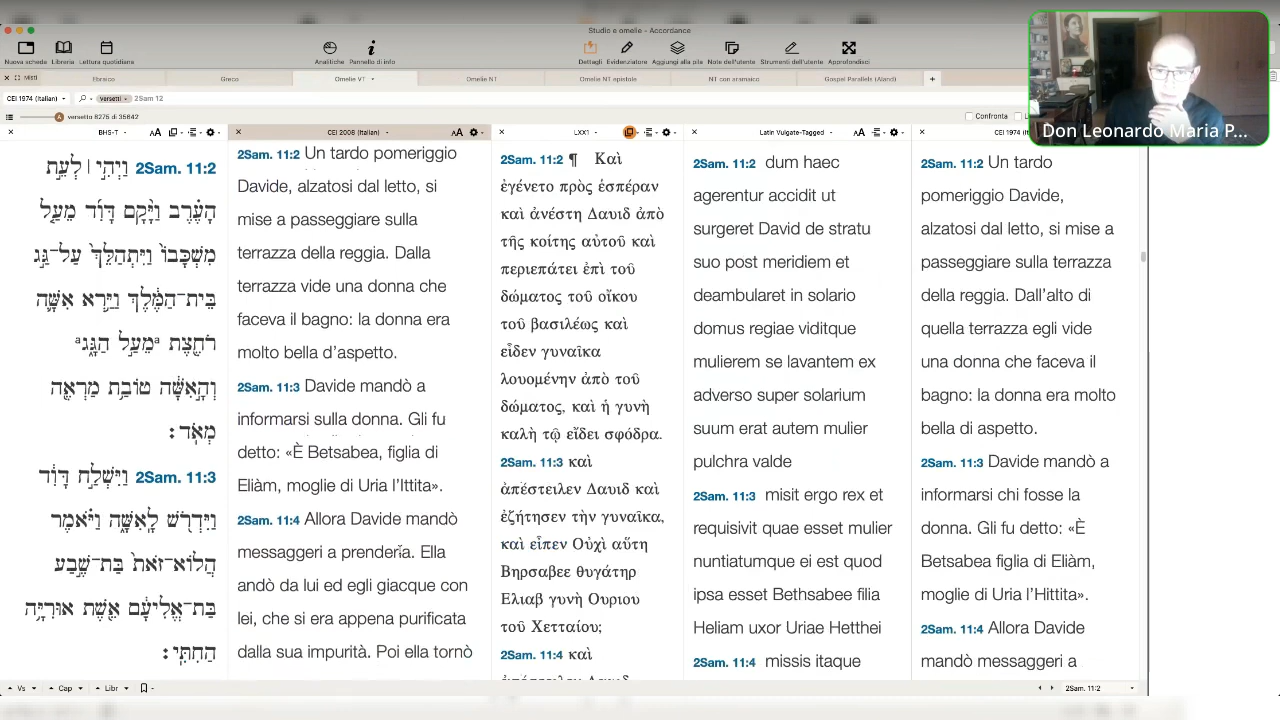 Studio e omelie - Accordance
Nuova scheda Libreria Lettura quotidiana Analitiche Pannello di info Dettagli Evidenziatore Aggiungi alla pila Note dell'utente Strumenti dell'utente Approfondisci
Misti Ebraico Greco Omelie VT Omelie NT Omelie NT epistole NT con aramaico Gospel Parallels (Aland)
CEI 1974 (Italian) versetti 2Sam 12
versetto 8275 di 35642 Confronta
BHS-T
2Sam. 11:2 וַיְהִ֣י ׀ לְעֵ֣ת
הָעֶ֗רֶב וַיָּ֨קׇם דָּוִ֜ד מֵעַ֤ל
מִשְׁכָּבוֹ֙ וַיִּתְהַלֵּךְ֙ עַל־גַּ֣ג
בֵּית־הַמֶּ֔לֶךְ וַיַּ֥רְא אִשָּׁ֛ה
רֹחֶ֖צֶת ᵃמֵעַ֣ל הַגָּ֑גᵃ
וְהָ֣אִשָּׁ֔ה טוֹבַ֥ת מַרְאֶ֖ה
מְאֹֽד׃
2Sam. 11:3 וַיִּשְׁלַ֣ח דָּוִ֔ד
וַיִּדְרֹ֖שׁ לָֽאִשָּׁ֑ה וַיֹּ֗אמֶר
הֲלוֹא־זֹאת֙ בַּת־שֶׁ֣בַע
בַּת־אֱלִיעָ֔ם אֵ֖שֶׁת אוּרִיָּ֥ה
הַחִתִּֽי׃
CEI 2008 (Italian)
2Sam. 11:2 Un tardo pomeriggio
Davide, alzatosi dal letto, si
mise a passeggiare sulla
terrazza della reggia. Dalla
terrazza vide una donna che
faceva il bagno: la donna era
molto bella d’aspetto.
2Sam. 11:3 Davide mandò a
informarsi sulla donna. Gli fu
detto: «È Betsabea, figlia di
Eliàm, moglie di Uria l’Ittita».
2Sam. 11:4 Allora Davide mandò
messaggeri a prenderla. Ella
andò da lui ed egli giacque con
lei, che si era appena purificata
dalla sua impurità. Poi ella tornò
LXX1
2Sam. 11:2 ¶ Καὶ
ἐγένετο πρὸς ἑσπέραν
καὶ ἀνέστη Δαυιδ ἀπὸ
τῆς κοίτης αὐτοῦ καὶ
περιεπάτει ἐπὶ τοῦ
δώματος τοῦ οἴκου
τοῦ βασιλέως καὶ
εἶδεν γυναῖκα
λουομένην ἀπὸ τοῦ
δώματος, καὶ ἡ γυνὴ
καλὴ τῷ εἴδει σφόδρα.
2Sam. 11:3 καὶ
ἀπέστειλεν Δαυιδ καὶ
ἐζήτησεν τὴν γυναῖκα,
καὶ εἶπεν Οὐχὶ αὕτη
Βηρσαβεε θυγάτηρ
Ελιαβ γυνὴ Ουριου
τοῦ Χετταίου;
2Sam. 11:4 καὶ
Latin Vulgate-Tagged
2Sam. 11:2 dum haec
agerentur accidit ut
surgeret David de stratu
suo post meridiem et
deambularet in solario
domus regiae viditque
mulierem se lavantem ex
adverso super solarium
suum erat autem mulier
pulchra valde
2Sam. 11:3 misit ergo rex et
requisivit quae esset mulier
nuntiatumque ei est quod
ipsa esset Bethsabee filia
Heliam uxor Uriae Hetthei
2Sam. 11:4 missis itaque
CEI 1974
2Sam. 11:2 Un tardo
pomeriggio Davide,
alzatosi dal letto, si mise a
passeggiare sulla terrazza
della reggia. Dall’alto di
quella terrazza egli vide
una donna che faceva il
bagno: la donna era molto
bella di aspetto.
2Sam. 11:3 Davide mandò a
informarsi chi fosse la
donna. Gli fu detto: «È
Betsabea figlia di Eliàm,
moglie di Uria l’Hittita».
2Sam. 11:4 Allora Davide
mandò messaggeri a
Don Leonardo Maria P...
Vs Cap Libr 2Sam. 11:2